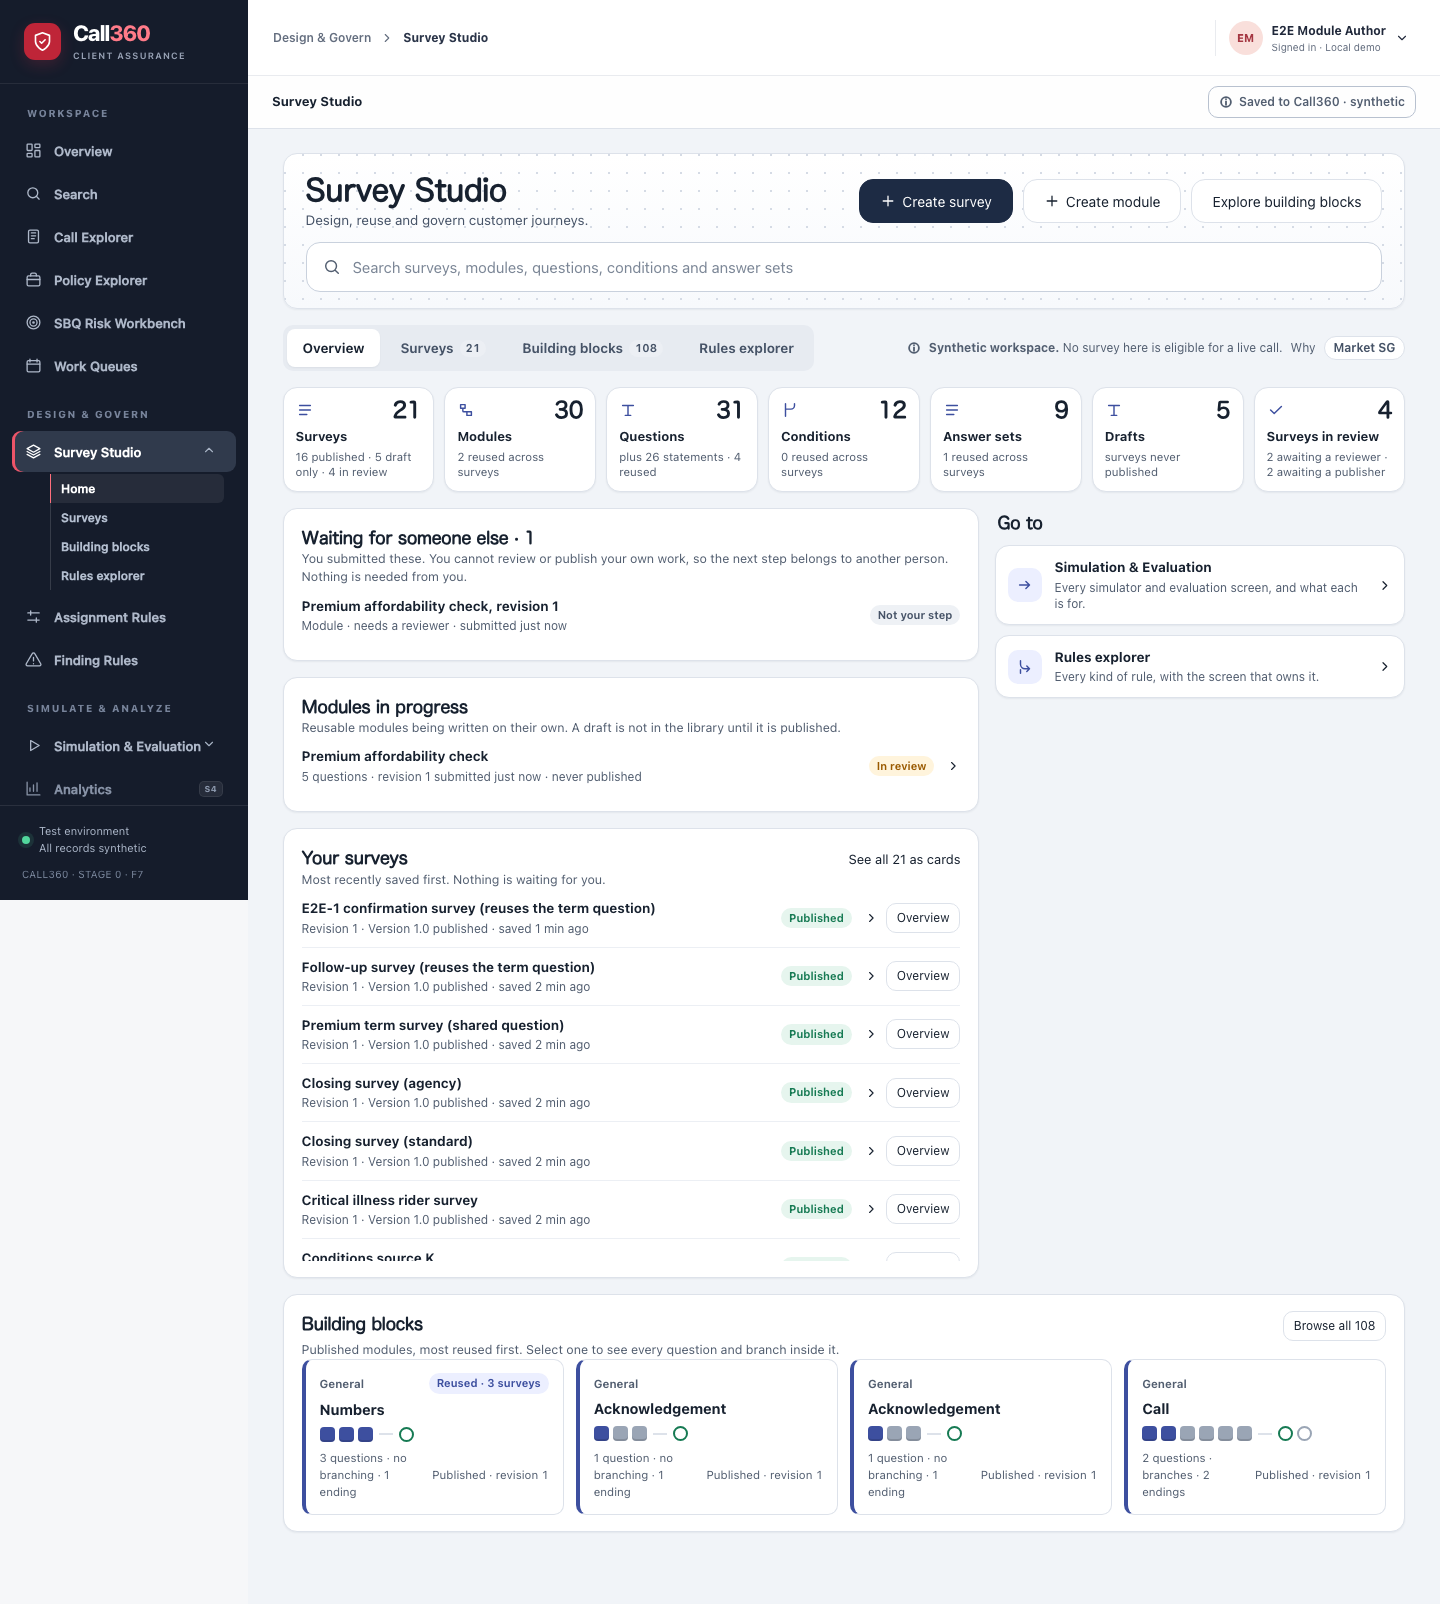 Call360
CLIENT ASSURANCE
WORKSPACE
Overview
Search
Call Explorer
Policy Explorer
SBQ Risk Workbench
Work Queues
DESIGN & GOVERN
Survey Studio
Home
Surveys
Building blocks
Rules explorer
Assignment Rules
Finding Rules
SIMULATE & ANALYZE
Simulation & Evaluation
Analytics S4
Test environment
All records synthetic
CALL360 · STAGE 0 · F7
Design & Govern > Survey Studio
EM
E2E Module Author
Signed in · Local demo
Survey Studio
Saved to Call360 · synthetic
Survey Studio
Design, reuse and govern customer journeys.
+ Create survey
+ Create module
Explore building blocks
Search surveys, modules, questions, conditions and answer sets
Overview
Surveys 21
Building blocks 108
Rules explorer
Synthetic workspace. No survey here is eligible for a live call. Why
Market SG
21
Surveys
16 published · 5 draft
only · 4 in review
30
Modules
2 reused across
surveys
31
Questions
plus 26 statements · 4
reused
12
Conditions
0 reused across
surveys
9
Answer sets
1 reused across
surveys
5
Drafts
surveys never
published
4
Surveys in review
2 awaiting a reviewer ·
2 awaiting a publisher
Waiting for someone else · 1
You submitted these. You cannot review or publish your own work, so the next step belongs to another person.
Nothing is needed from you.
Premium affordability check, revision 1
Module · needs a reviewer · submitted just now
Not your step
Go to
Simulation & Evaluation
Every simulator and evaluation screen, and what each
is for.
Rules explorer
Every kind of rule, with the screen that owns it.
Modules in progress
Reusable modules being written on their own. A draft is not in the library until it is published.
Premium affordability check
5 questions · revision 1 submitted just now · never published
In review
Your surveys
See all 21 as cards
Most recently saved first. Nothing is waiting for you.
E2E-1 confirmation survey (reuses the term question)
Revision 1 · Version 1.0 published · saved 1 min ago
Published
Overview
Follow-up survey (reuses the term question)
Revision 1 · Version 1.0 published · saved 2 min ago
Published
Overview
Premium term survey (shared question)
Revision 1 · Version 1.0 published · saved 2 min ago
Published
Overview
Closing survey (agency)
Revision 1 · Version 1.0 published · saved 2 min ago
Published
Overview
Closing survey (standard)
Revision 1 · Version 1.0 published · saved 2 min ago
Published
Overview
Critical illness rider survey
Revision 1 · Version 1.0 published · saved 2 min ago
Published
Overview
Conditions source K
Building blocks
Browse all 108
Published modules, most reused first. Select one to see every question and branch inside it.
General
Reused · 3 surveys
Numbers
3 questions · no
branching · 1
ending
Published · revision 1
General
Acknowledgement
1 question · no
branching · 1
ending
Published · revision 1
General
Acknowledgement
1 question · no
branching · 1
ending
Published · revision 1
General
Call
2 questions ·
branches · 2
endings
Published · revision 1